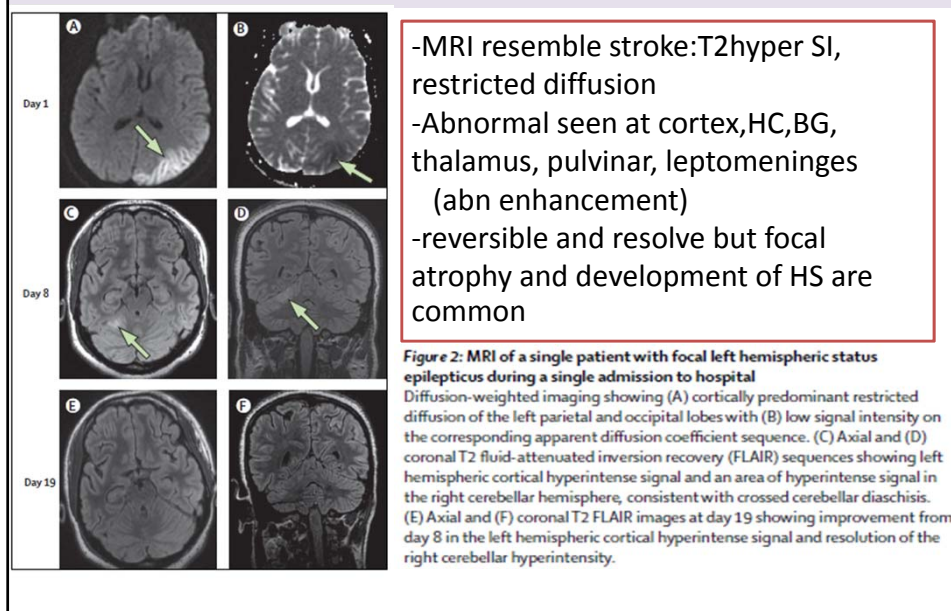 A
B
Day 1
C
D
Day 8
E
F
Day 19
-MRI resemble stroke:T2hyper SI,
restricted diffusion
-Abnormal seen at cortex,HC,BG,
thalamus, pulvinar, leptomeninges
(abn enhancement)
-reversible and resolve but focal
atrophy and development of HS are
common
Figure 2: MRI of a single patient with focal left hemispheric status
epilepticus during a single admission to hospital
Diffusion-weighted imaging showing (A) cortically predominant restricted
diffusion of the left parietal and occipital lobes with (B) low signal intensity on
the corresponding apparent diffusion coefficient sequence. (C) Axial and (D)
coronal T2 fluid-attenuated inversion recovery (FLAIR) sequences showing left
hemispheric cortical hyperintense signal and an area of hyperintense signal in
the right cerebellar hemisphere, consistent with crossed cerebellar diaschisis.
(E) Axial and (F) coronal T2 FLAIR images at day 19 showing improvement from
day 8 in the left hemispheric cortical hyperintense signal and resolution of the
right cerebellar hyperintensity.